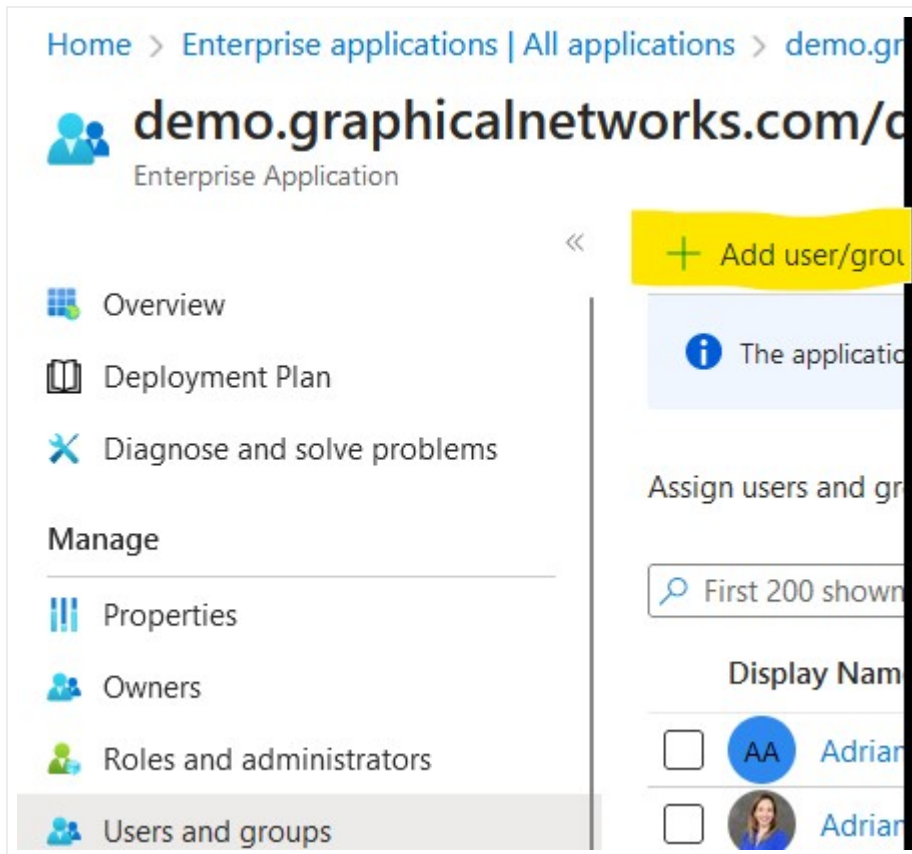 Home > Enterprise applications | All applications > demo.gr
demo.graphicalnetworks.com/
Enterprise Application
«
+ Add user/grou
Overview
The applicatio
Deployment Plan
Diagnose and solve problems
Assign users and gr
Manage
First 200 shown
Properties
Display Nam
Owners
AA Adrian
Roles and administrators
Adrian
Users and groups